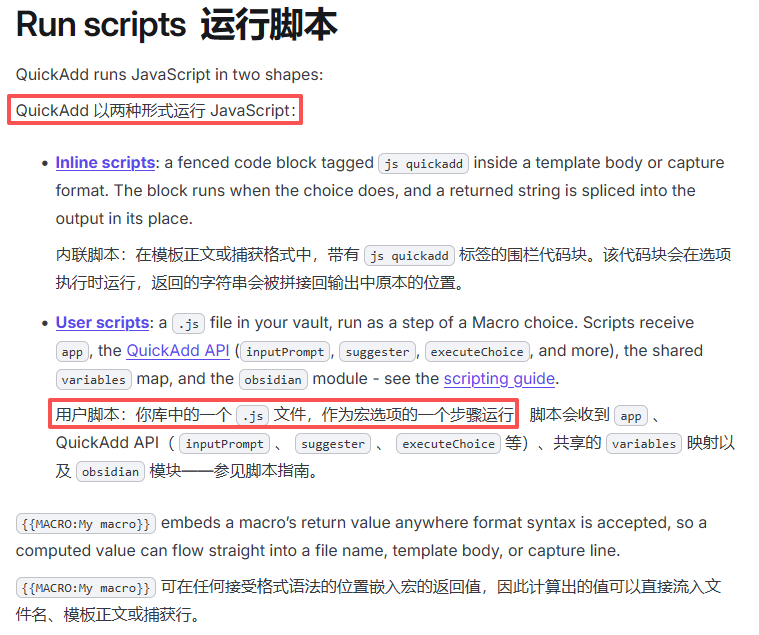 Run scripts 运行脚本
QuickAdd runs JavaScript in two shapes:
QuickAdd 以两种形式运行 JavaScript：
• Inline scripts: a fenced code block tagged js quickadd inside a template body or capture
format. The block runs when the choice does, and a returned string is spliced into the
output in its place.
内联脚本：在模板正文或捕获格式中，带有 js quickadd 标签的围栏代码块。该代码块会在选项
执行时运行，返回的字符串会被拼接回输出中原本的位置。
• User scripts: a .js file in your vault, run as a step of a Macro choice. Scripts receive
app, the QuickAdd API (inputPrompt, suggester, executeChoice, and more), the shared
variables map, and the obsidian module - see the scripting guide.
用户脚本：你库中的一个 .js 文件，作为宏选项的一个步骤运行 脚本会收到 app 、
QuickAdd API（ inputPrompt 、 suggester 、 executeChoice 等）、共享的 variables 映射以
及 obsidian 模块——参见脚本指南。
{{MACRO:My macro}} embeds a macro’s return value anywhere format syntax is accepted, so a
computed value can flow straight into a file name, template body, or capture line.
{{MACRO:My macro}} 可在任何接受格式语法的位置嵌入宏的返回值，因此计算出的值可以直接流入文
件名、模板正文或捕获行。